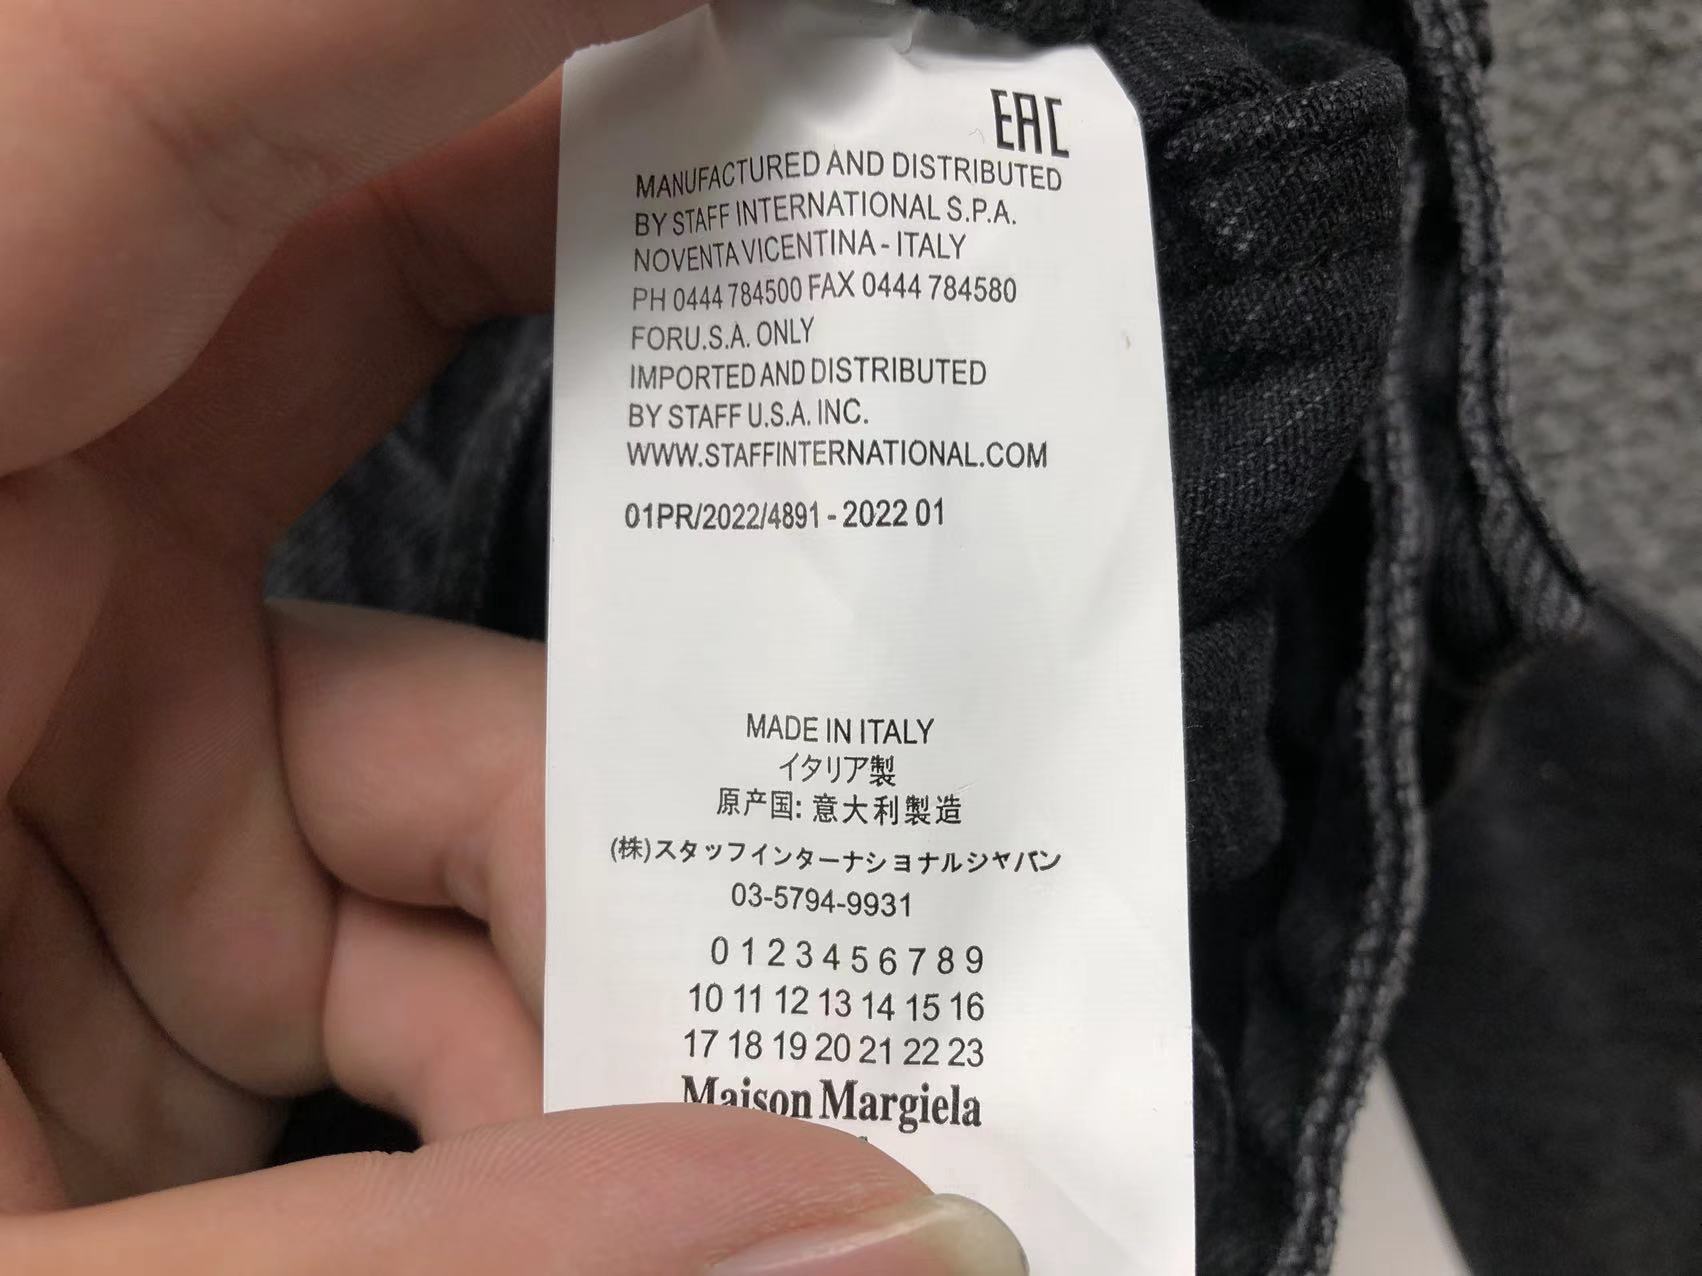 EAC
MANUFACTURED AND DISTRIBUTED
BY STAFF INTERNATIONAL S.P.A.
NOVENTA VICENTINA - ITALY
PH 0444 784500 FAX 0444 784580
FOR U.S.A. ONLY
IMPORTED AND DISTRIBUTED
BY STAFF U.S.A. INC.
WWW.STAFFINTERNATIONAL.COM
01PR/2022/4891 - 2022 01
MADE IN ITALY
イタリア製
原产国: 意大利製造
(株)スタッフインターナショナルジャパン
03-5794-9931
0 1 2 3 4 5 6 7 8 9
10 11 12 13 14 15 16
17 18 19 20 21 22 23
Maison Margiela